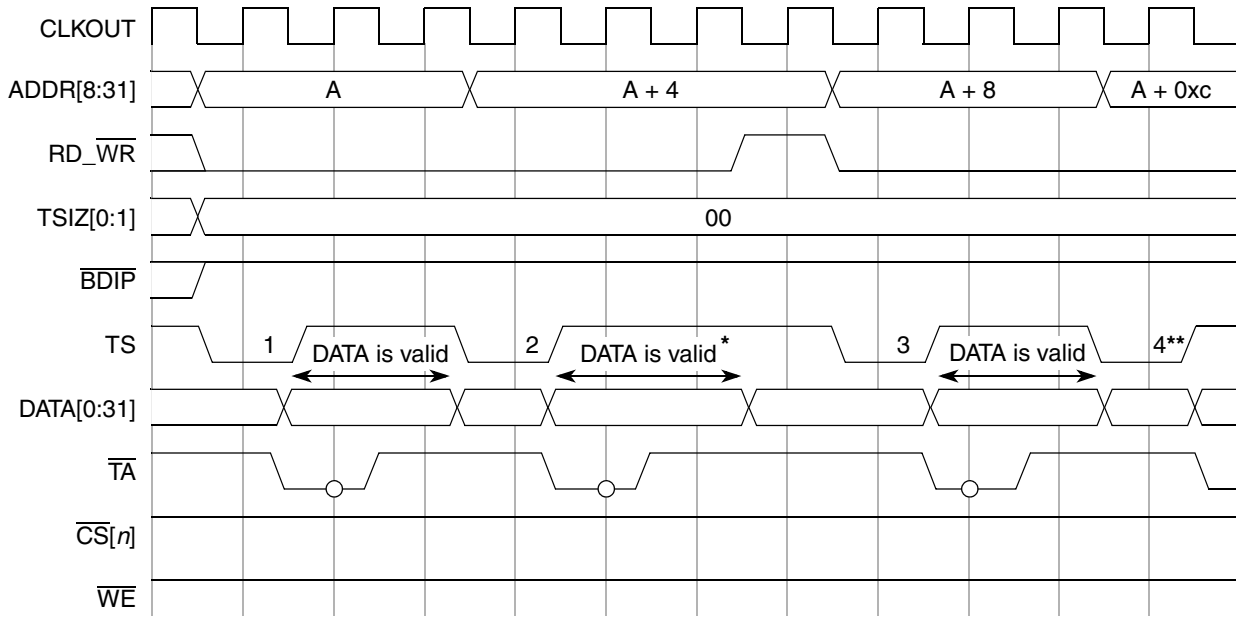 CLKOUT
ADDR[8:31] A A + 4 A + 8 A + 0xc
RD_WR
TSIZ[0:1] 00
BDIP
TS 1 DATA is valid 2 DATA is valid* 3 DATA is valid 4**
DATA[0:31]
TA
CS[n]
WE